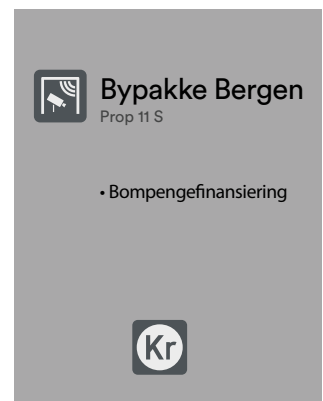 Bypakke Bergen
Prop 11 S
• Bompengefinansiering
Kr